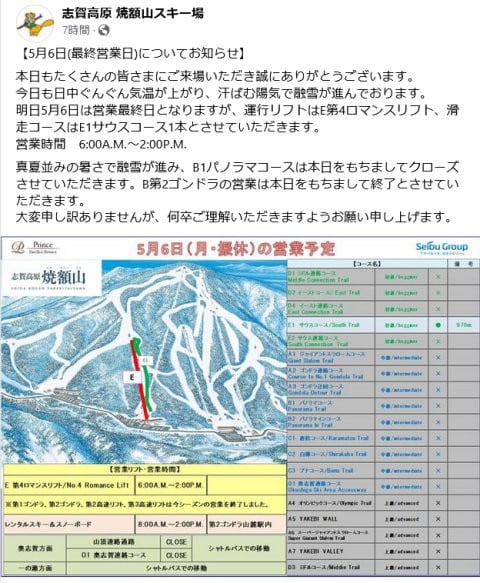 志賀高原 焼額山スキー場
7時間・
【5月6日(最終営業日)についてお知らせ】
本日もたくさんの皆さまにご来場いただき誠にありがとうございます。
今日も日中ぐんぐん気温が上がり、汗ばむ陽気で融雪が進んでおります。
明日5月6日は営業最終日となりますが、運行リフトはE第4ロマンスリフト、滑
走コースはE1サウスコース1本とさせていただきます。
営業時間　6:00A.M.～2:00P.M.
真夏並みの暑さで融雪が進み、B1パノラマコースは本日をもちましてクローズ
させていただきます。B第2ゴンドラの営業は本日をもちまして終了とさせてい
ただきます。
大変申し訳ありませんが、何卒ご理解いただきますようお願い申し上げます。
Prince
5月6日(月・振休)の営業予定
Seibu Group
志賀高原 焼額山
【コース名】 備 考
Middle Connection Trail 初級/beginner ×
D2 イーストコース/ East Trail 初級/beginner ×
D4 イースト連絡コース
East Connection Trail 初級/beginner ×
E1 サウスコース/South Trail 初級/beginner ● 970m
E2 サウス連絡コース
South Connection Trail 初級/beginner ×
A1 ジャイアントスラロームコース
Giant Slalom Trail 中級/intermediate ×
A2 ゴンドラ連絡コース
Course to No.1 Gondola Trail 中級/intermediate ×
A3 ゴンドラ迂回コース
Gondola Detour Trail 中級/intermediate ×
B1 パノラマコース
Panorama Trail 中級/intermediate ×
B2 パノラマインコース
Panorama In Trail 中級/intermediate ×
C1 唐松コース/Karamatsu Trail 中級/intermediate ×
C2 白樺コース/Shirakaba Trail 中級/intermediate ×
C3 ブナコース/Buna Trail 中級/intermediate ×
O1 奥志賀連絡コース
Okushiga Ski Area Accessway 中級/intermediate ×
A4 オリンピックコース/Olympic Trail 上級/advanced ×
A5 YAKEBI WALL 上級/advanced ×
A6 スーパージャイアントスラロームコース
Super Giant Slalom Trail 上級/advanced ×
A7 YAKEBI VALLEY 上級/advanced ×
D3 ミドルコース/Middle Trail 上級/advanced ×
E
E1
【営業リフト・営業時間】
E 第4ロマンスリフト/No.4 Romance Lift 6:00A.M.～2:00P.M.
※第1ゴンドラ、第2ゴンドラ、第2高速リフト、第3高速リフトは今シーズンの営業を終了しました。
レンタルスキー&スノーボード 8:00A.M.～2:00P.M. 第2ゴンドラ山麓駅内
奥志賀方面 山頂連絡通路 CLOSE シャトルバスでの移動
O1 奥志賀連絡コース CLOSE
一の瀬方面 シャトルバスでの移動